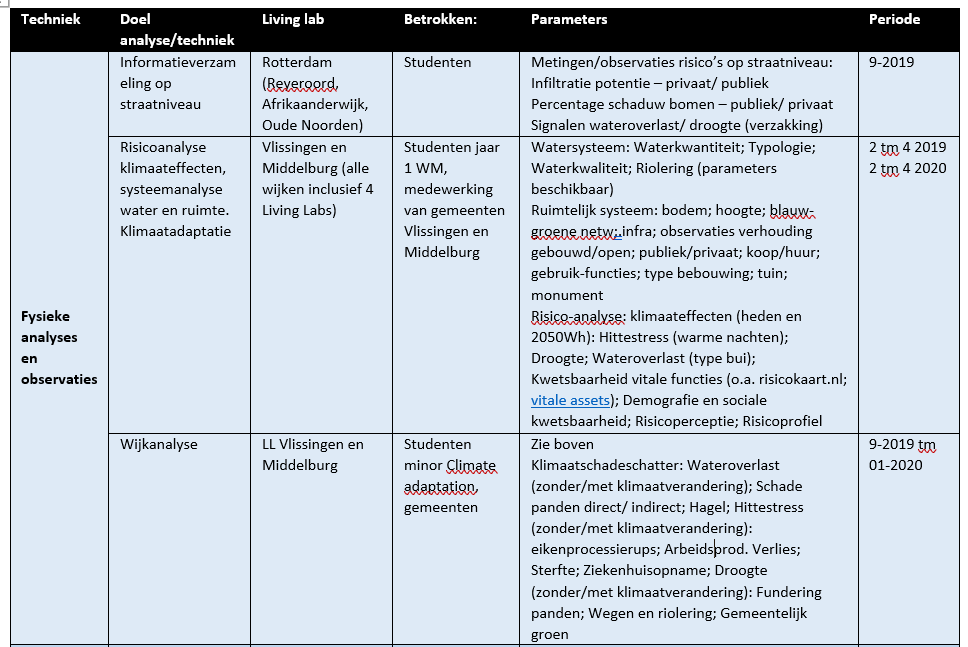 Techniek
Doel
analyse/techniek
Living lab
Betrokken:
Parameters
Periode
Fysieke
analyses
en
observaties
Informatieverzam
eling op
straatniveau
Rotterdam
(Reyeroord,
Afrikaanderwijk,
Oude Noorden)
Studenten
Metingen/observaties risico’s op straatniveau:
Infiltratie potentie – privaat/ publiek
Percentage schaduw bomen – publiek/ privaat
Signalen wateroverlast/ droogte (verzakking)
9-2019
Risicoanalyse
klimaateffecten,
systeemanalyse
water en ruimte.
Klimaatadaptatie
Vlissingen en
Middelburg (alle
wijken inclusief 4
Living Labs)
Studenten jaar
1 WM,
medewerking
van gemeenten
Vlissingen en
Middelburg
Watersysteem: Waterkwantiteit; Typologie;
Waterkwaliteit; Riolering (parameters
beschikbaar)
Ruimtelijk systeem: bodem; hoogte; blauw-
groene netw;.infra; observaties verhouding
gebouwd/open; publiek/privaat; koop/huur;
gebruik-functies; type bebouwing; tuin;
monument
Risico-analyse: klimaateffecten (heden en
2050Wh): Hittestress (warme nachten);
Droogte; Wateroverlast (type bui);
Kwetsbaarheid vitale functies (o.a. risicokaart.nl;
vitale assets); Demografie en sociale
kwetsbaarheid; Risicoperceptie; Risicoprofiel
2 tm 4 2019
2 tm 4 2020
Wijkanalyse
LL Vlissingen en
Middelburg
Studenten
minor Climate
adaptation,
gemeenten
Zie boven
Klimaatschadeschatter: Wateroverlast
(zonder/met klimaatverandering); Schade
panden direct/ indirect; Hagel; Hittestress
(zonder/met klimaatverandering):
eikenprocessierups; Arbeidsprod. Verlies;
Sterfte; Ziekenhuisopname; Droogte
(zonder/met klimaatverandering): Fundering
panden; Wegen en riolering; Gemeentelijk
groen
9-2019 tm
01-2020